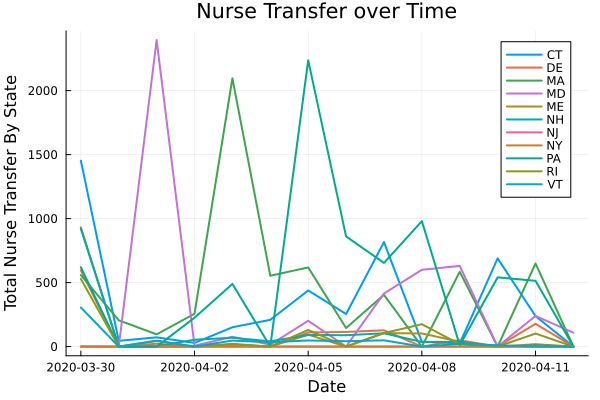 Nurse Transfer over Time
Total Nurse Transfer By State
2000
1500
1000
500
0
CT
DE
MA
MD
ME
NH
NJ
NY
PA
RI
VT
2020-03-30
2020-04-02
2020-04-05
2020-04-08
2020-04-11
Date